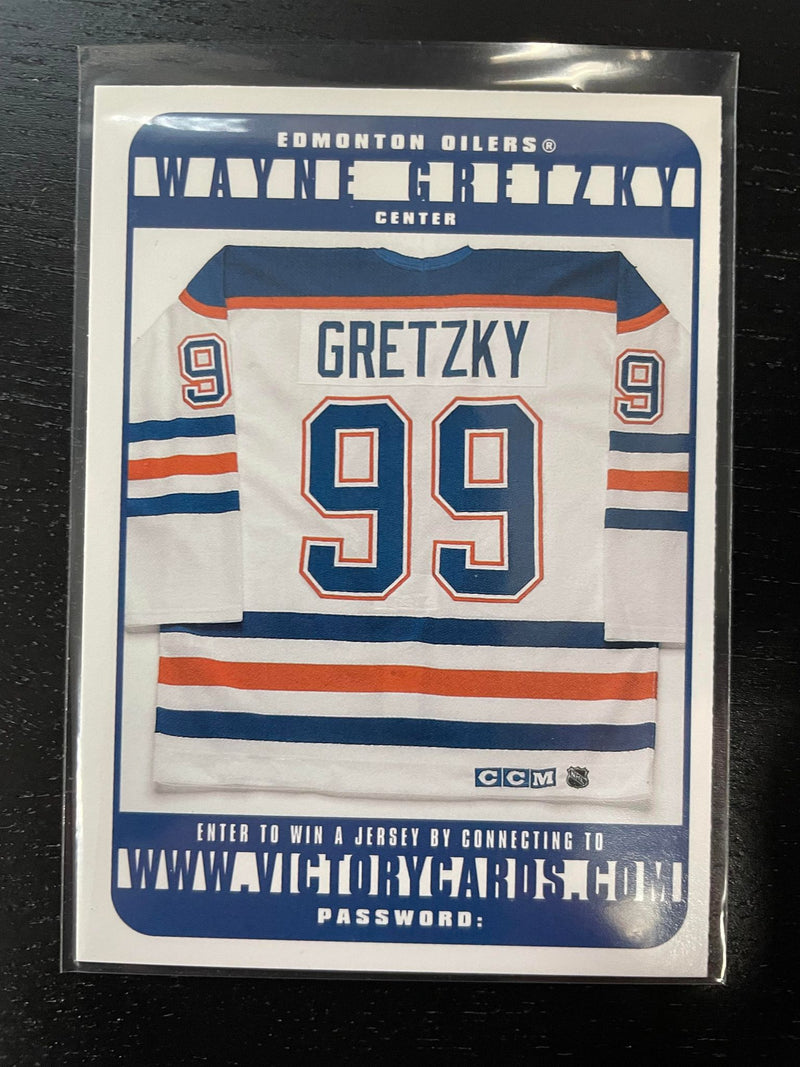 EDMONTON OILERS®
WAYNE GRETZKY
CENTER
GRETZKY
9 9
99
CCM NHL
ENTER TO WIN A JERSEY BY CONNECTING TO
WWW.VICTORYCARDS.COM
PASSWORD: